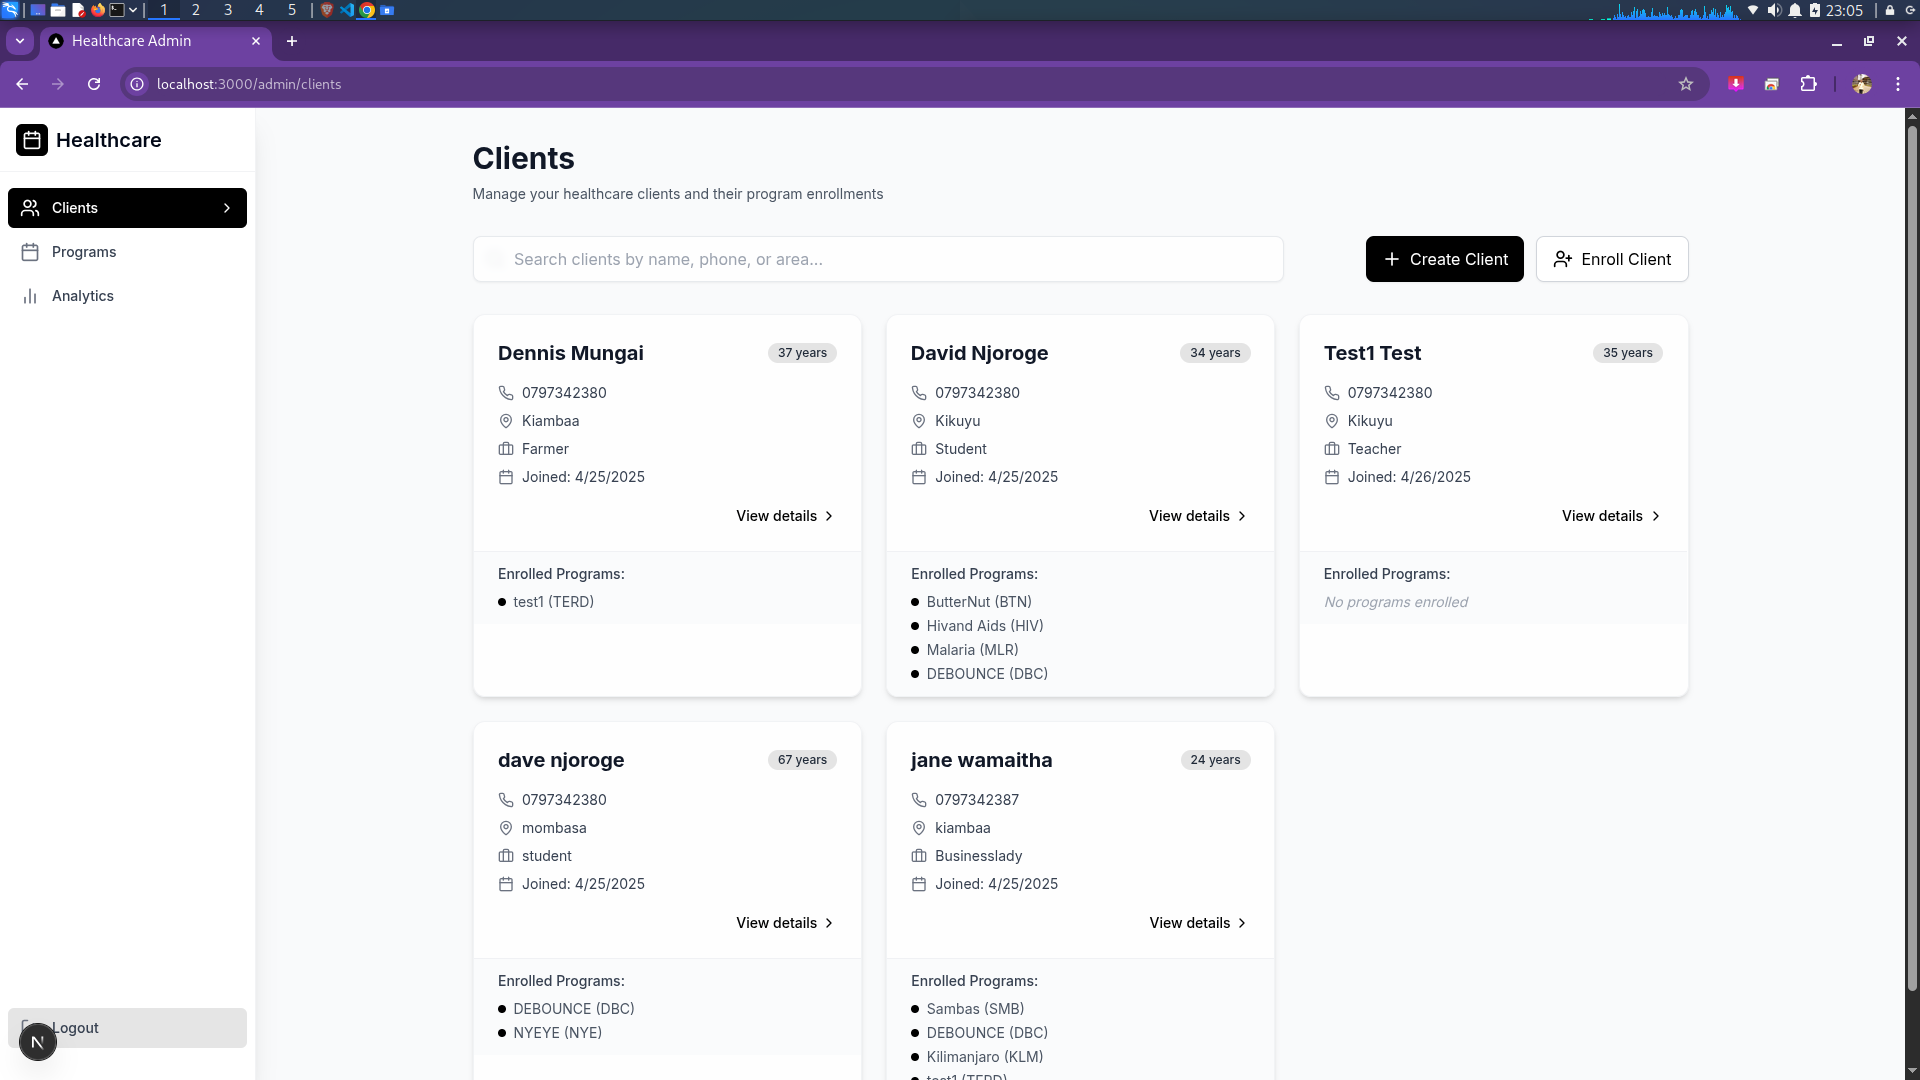 1 2 3 4 5 23:05
Healthcare Admin
localhost:3000/admin/clients
Healthcare
Clients
Programs
Analytics
Logout
N
Clients
Manage your healthcare clients and their program enrollments
Search clients by name, phone, or area...
Create Client
Enroll Client
Dennis Mungai
37 years
0797342380
Kiambaa
Farmer
Joined: 4/25/2025
View details
Enrolled Programs:
test1 (TERD)
David Njoroge
34 years
0797342380
Kikuyu
Student
Joined: 4/25/2025
View details
Enrolled Programs:
ButterNut (BTN)
Hivand Aids (HIV)
Malaria (MLR)
DEBOUNCE (DBC)
Test1 Test
35 years
0797342380
Kikuyu
Teacher
Joined: 4/26/2025
View details
Enrolled Programs:
No programs enrolled
dave njoroge
67 years
0797342380
mombasa
student
Joined: 4/25/2025
View details
Enrolled Programs:
DEBOUNCE (DBC)
NYEYE (NYE)
jane wamaitha
24 years
0797342387
kiambaa
Businesslady
Joined: 4/25/2025
View details
Enrolled Programs:
Sambas (SMB)
DEBOUNCE (DBC)
Kilimanjaro (KLM)
test1 (TERD)